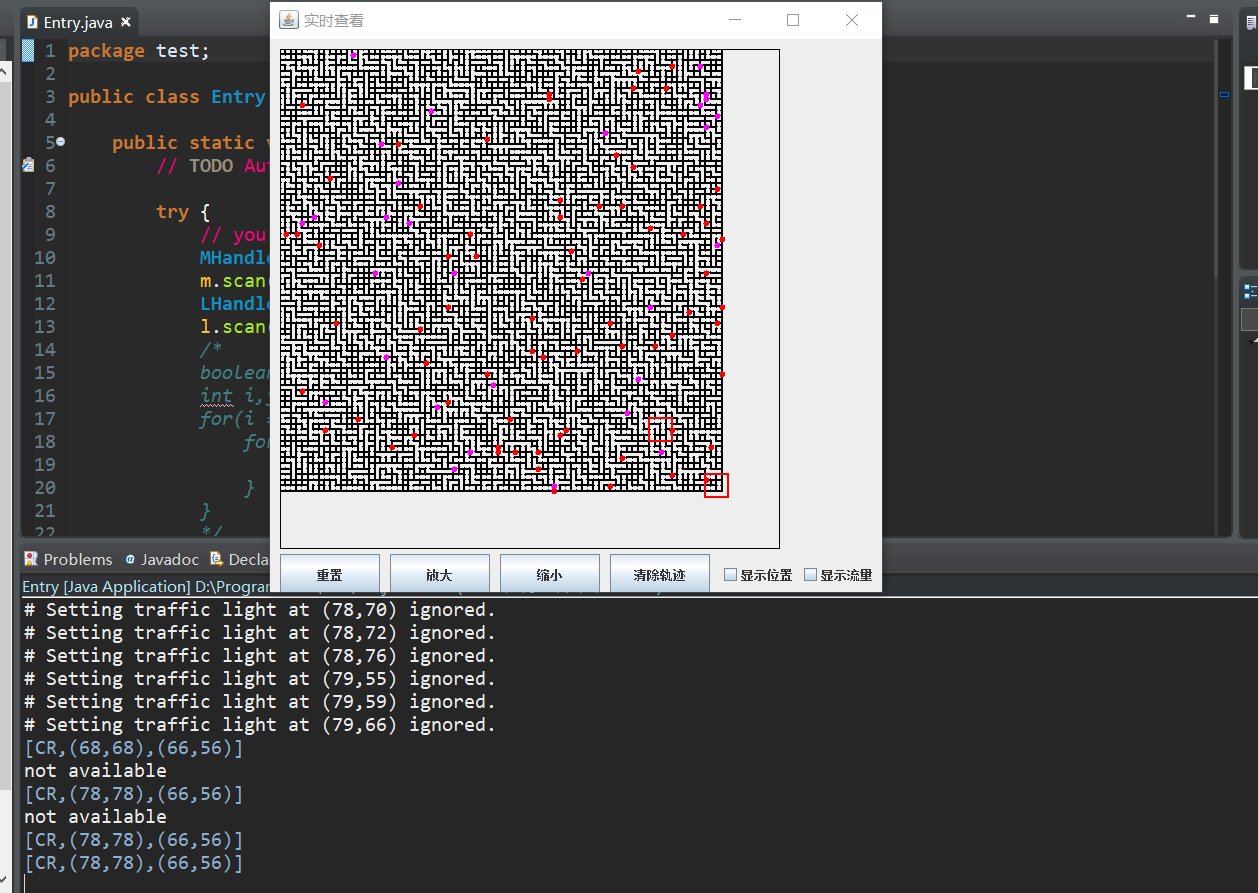 Entry.java
实时查看
1 package test;
2
3 public class Entry
4
5 public static
6 // TODO Au
7
8 try {
9 // you
10 MHandle
11 m.scan
12 LHandle
13 l.scan
14 /*
15 boolean
16 int i,
17 for(i =
18 for
19
20 }
21 }
22 */
重置 放大 缩小 清除轨迹 显示位置 显示流量
Problems @ Javadoc Decla
Entry [Java Application] D:\Progra
# Setting traffic light at (78,70) ignored.
# Setting traffic light at (78,72) ignored.
# Setting traffic light at (78,76) ignored.
# Setting traffic light at (79,55) ignored.
# Setting traffic light at (79,59) ignored.
# Setting traffic light at (79,66) ignored.
[CR,(68,68),(66,56)]
not available
[CR,(78,78),(66,56)]
not available
[CR,(78,78),(66,56)]
[CR,(78,78),(66,56)]